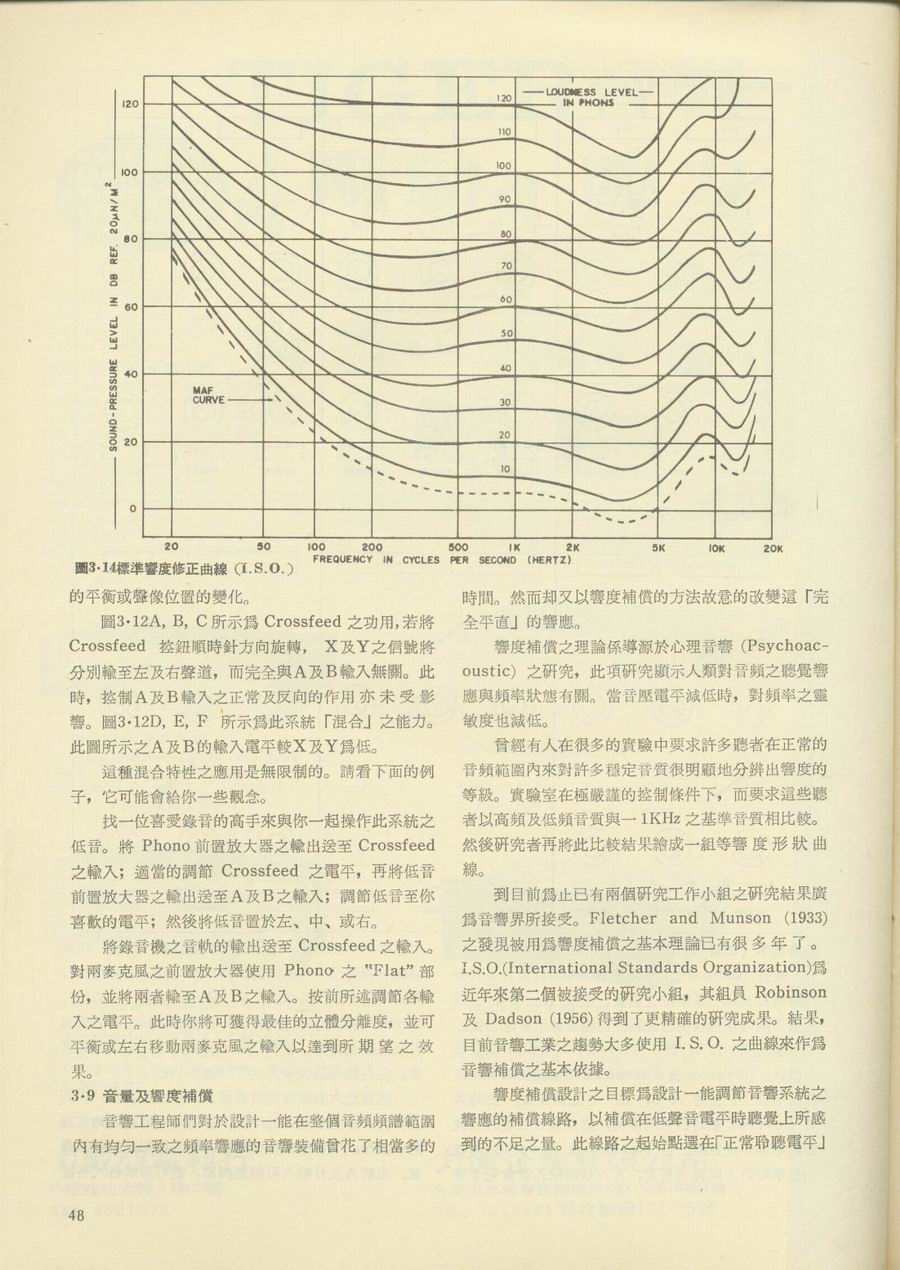 120
100
80
60
40
20
0
SOUND-PRESSURE LEVEL IN DB REF. 20μN/M²
LOUDNESS LEVEL
IN PHONS
120
110
100
90
80
70
60
50
40
30
20
10
MAF
CURVE
20 50 100 200 500 1K 2K 5K 10K 20K
FREQUENCY IN CYCLES PER SECOND (HERTZ)
圖3·14標準響度修正曲線 (I.S.O.)
的平衡或聲像位置的變化。
圖3·12A, B, C所示爲 Crossfeed 之功用,若將
Crossfeed 控鈕順時針方向旋轉， X及Y之信號將
分別輸至左及右聲道，而完全與A及B輸入無關。此
時，控制A及B輸入之正常及反向的作用亦未受影
響。圖3·12D, E, F 所示爲此系統「混合」之能力。
此圖所示之A及B的輸入電平較X及Y爲低。
這種混合特性之應用是無限制的。請看下面的例
子，它可能會給你一些觀念。
找一位喜愛錄音的高手來與你一起操作此系統之
低音。將 Phono 前置放大器之輸出送至 Crossfeed
之輸入；適當的調節 Crossfeed 之電平，再將低音
前置放大器之輸出送至A及B之輸入；調節低音至你
喜歡的電平；然後將低音置於左、中、或右。
將錄音機之音軌的輸出送至 Crossfeed 之輸入。
對兩麥克風之前置放大器使用 Phono 之 “Flat” 部
份，並將兩者輸至A及B之輸入。按前所述調節各輸
入之電平。此時你將可獲得最佳的立體分離度，並可
平衡或左右移動兩麥克風之輸入以達到所期望之效
果。
3·9 音量及響度補償
音響工程師們對於設計一能在整個音頻頻譜範圍
內有均勻一致之頻率響應的音響裝備曾花了相當多的
時間。然而却又以響度補償的方法故意的改變這「完
全平直」的響應。
響度補償之理論係導源於心理音響 (Psychoac-
oustic) 之硏究，此項硏究顯示人類對音頻之聽覺響
應與頻率狀態有關。當音壓電平減低時，對頻率之靈
敏度也減低。
曾經有人在很多的實驗中要求許多聽者在正常的
音頻範圍內來對許多穩定音質很明顯地分辨出響度的
等級。實驗室在極嚴謹的控制條件下，而要求這些聽
者以高頻及低頻音質與一 1KHz 之基準音質相比較。
然後硏究者再將此比較結果繪成一組等響度形狀曲
線。
到目前爲止已有兩個硏究工作小組之硏究結果廣
爲音響界所接受。Fletcher and Munson (1933)
之發現被用爲響度補償之基本理論已有很多年了。
I.S.O.(International Standards Organization)爲
近年來第二個被接受的硏究小組，其組員 Robinson
及 Dadson (1956) 得到了更精確的硏究成果。結果，
目前音響工業之趨勢大多使用 I. S. O. 之曲線來作爲
音響補償之基本依據。
響度補償設計之目標爲設計一能調節音響系統之
響應的補償線路，以補償在低聲音電平時聽覺上所感
到的不足之量。此線路之起始點選在「正常聆聽電平」
48